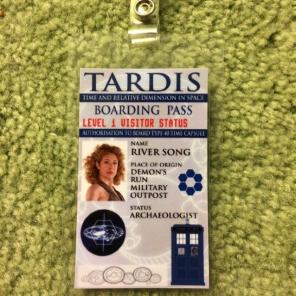 TARDIS
TIME AND RELATIVE DIMENSION IN SPACE
BOARDING PASS
LEVEL 1 VISITOR STATUS
AUTHORISATION TO BOARD TYPE 40 TIME CAPSULE
NAME
RIVER SONG
PLACE OF ORIGIN
DEMON'S
RUN
MILITARY
OUTPOST
STATUS
ARCHAEOLOGIST